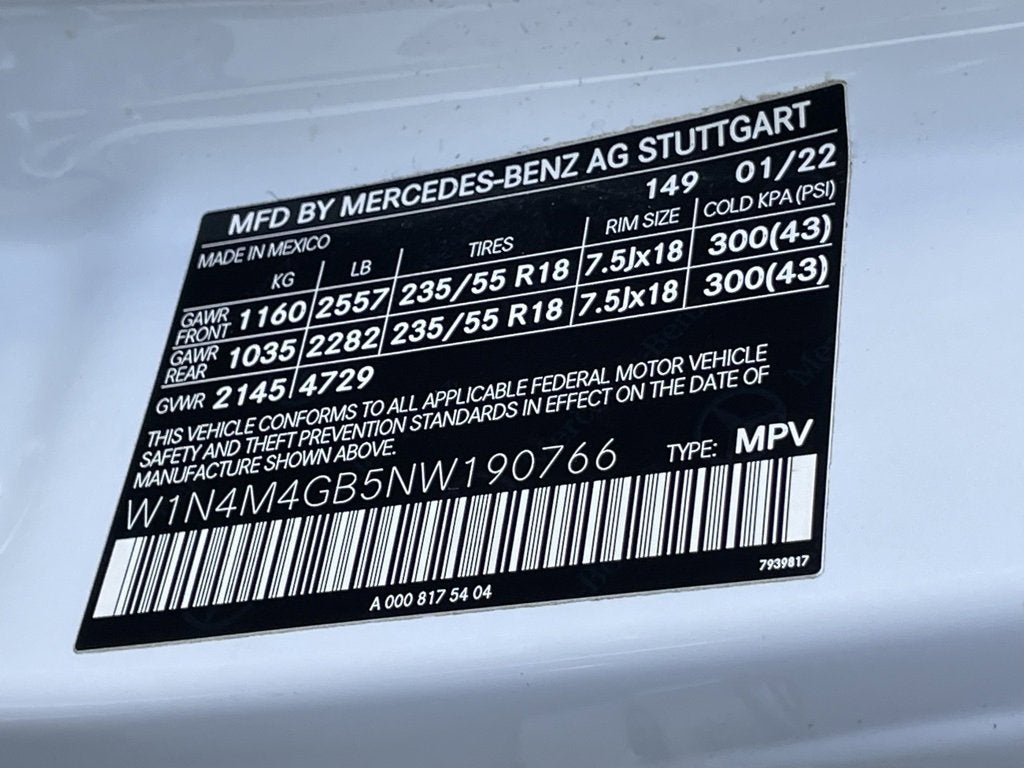 MFD BY MERCEDES-BENZ AG STUTTGART
MADE IN MEXICO 149 01/22
KG LB TIRES RIM SIZE COLD KPA (PSI)
GAWR FRONT 1160 2557 235/55 R18 7.5Jx18 300(43)
GAWR REAR 1035 2282 235/55 R18 7.5Jx18 300(43)
GVWR 2145 4729
THIS VEHICLE CONFORMS TO ALL APPLICABLE FEDERAL MOTOR VEHICLE
SAFETY AND THEFT PREVENTION STANDARDS IN EFFECT ON THE DATE OF
MANUFACTURE SHOWN ABOVE.
W1N4M4GB5NW190766 TYPE: MPV
A 000 817 54 04
7939817